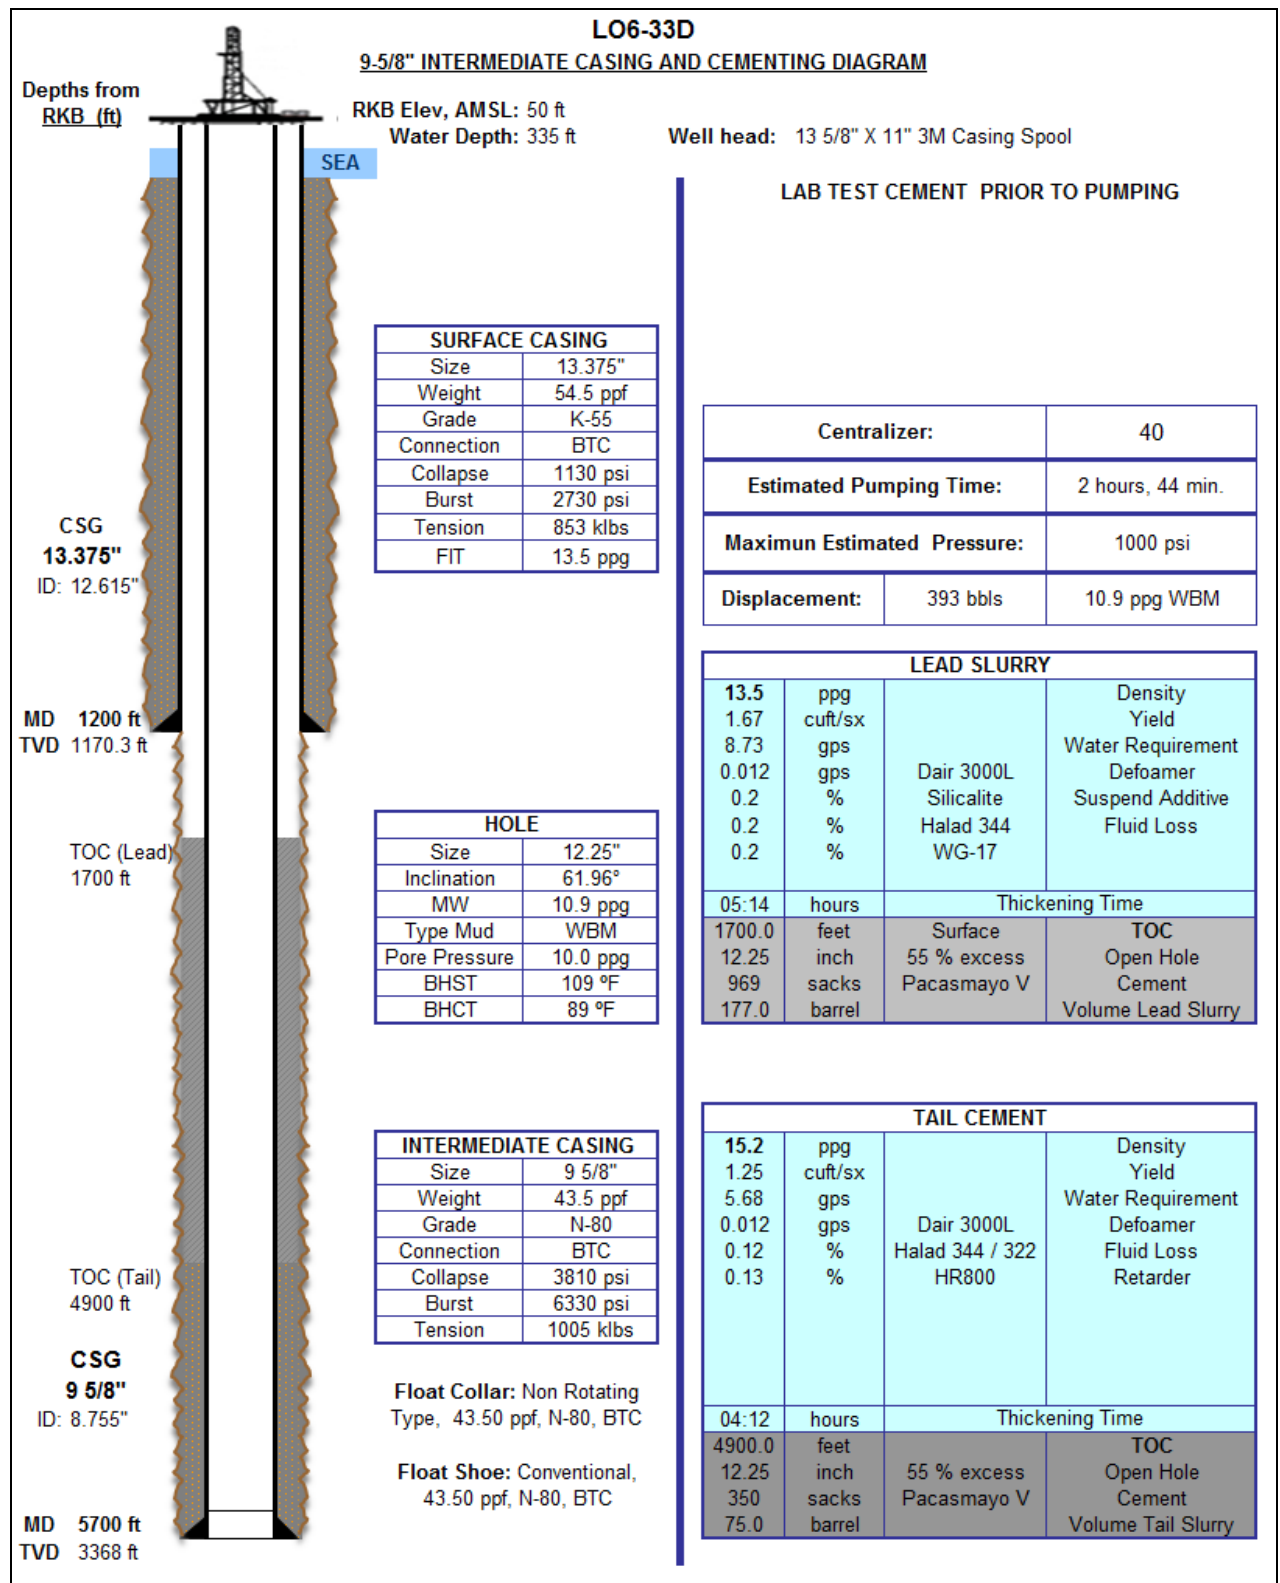 LO6-33D
9-5/8" INTERMEDIATE CASING AND CEMENTING DIAGRAM
Depths from
RKB (ft)
RKB Elev, AMSL: 50 ft
Water Depth: 335 ft
Well head: 13 5/8" X 11" 3M Casing Spool
SEA
LAB TEST CEMENT PRIOR TO PUMPING
SURFACE CASING
Size 13.375"
Weight 54.5 ppf
Grade K-55
Connection BTC
Collapse 1130 psi
Burst 2730 psi
Tension 853 klbs
FIT 13.5 ppg
CSG
13.375"
ID: 12.615"
MD 1200 ft
TVD 1170.3 ft
Centralizer: 40
Estimated Pumping Time: 2 hours, 44 min.
Maximun Estimated Pressure: 1000 psi
Displacement: 393 bbls 10.9 ppg WBM
LEAD SLURRY
13.5 ppg Density
1.67 cuft/sx Yield
8.73 gps Water Requirement
0.012 gps Dair 3000L Defoamer
0.2 % Silicalite Suspend Additive
0.2 % Halad 344 Fluid Loss
0.2 % WG-17
05:14 hours Thickening Time
1700.0 feet Surface TOC
12.25 inch 55 % excess Open Hole
969 sacks Pacasmayo V Cement
177.0 barrel Volume Lead Slurry
TOC (Lead)
1700 ft
HOLE
Size 12.25"
Inclination 61.96º
MW 10.9 ppg
Type Mud WBM
Pore Pressure 10.0 ppg
BHST 109 ºF
BHCT 89 ºF
INTERMEDIATE CASING
Size 9 5/8"
Weight 43.5 ppf
Grade N-80
Connection BTC
Collapse 3810 psi
Burst 6330 psi
Tension 1005 klbs
TOC (Tail)
4900 ft
CSG
9 5/8"
ID: 8.755"
Float Collar: Non Rotating
Type, 43.50 ppf, N-80, BTC
Float Shoe: Conventional,
43.50 ppf, N-80, BTC
MD 5700 ft
TVD 3368 ft
TAIL CEMENT
15.2 ppg Density
1.25 cuft/sx Yield
5.68 gps Water Requirement
0.012 gps Dair 3000L Defoamer
0.12 % Halad 344 / 322 Fluid Loss
0.13 % HR800 Retarder
04:12 hours Thickening Time
4900.0 feet TOC
12.25 inch 55 % excess Open Hole
350 sacks Pacasmayo V Cement
75.0 barrel Volume Tail Slurry